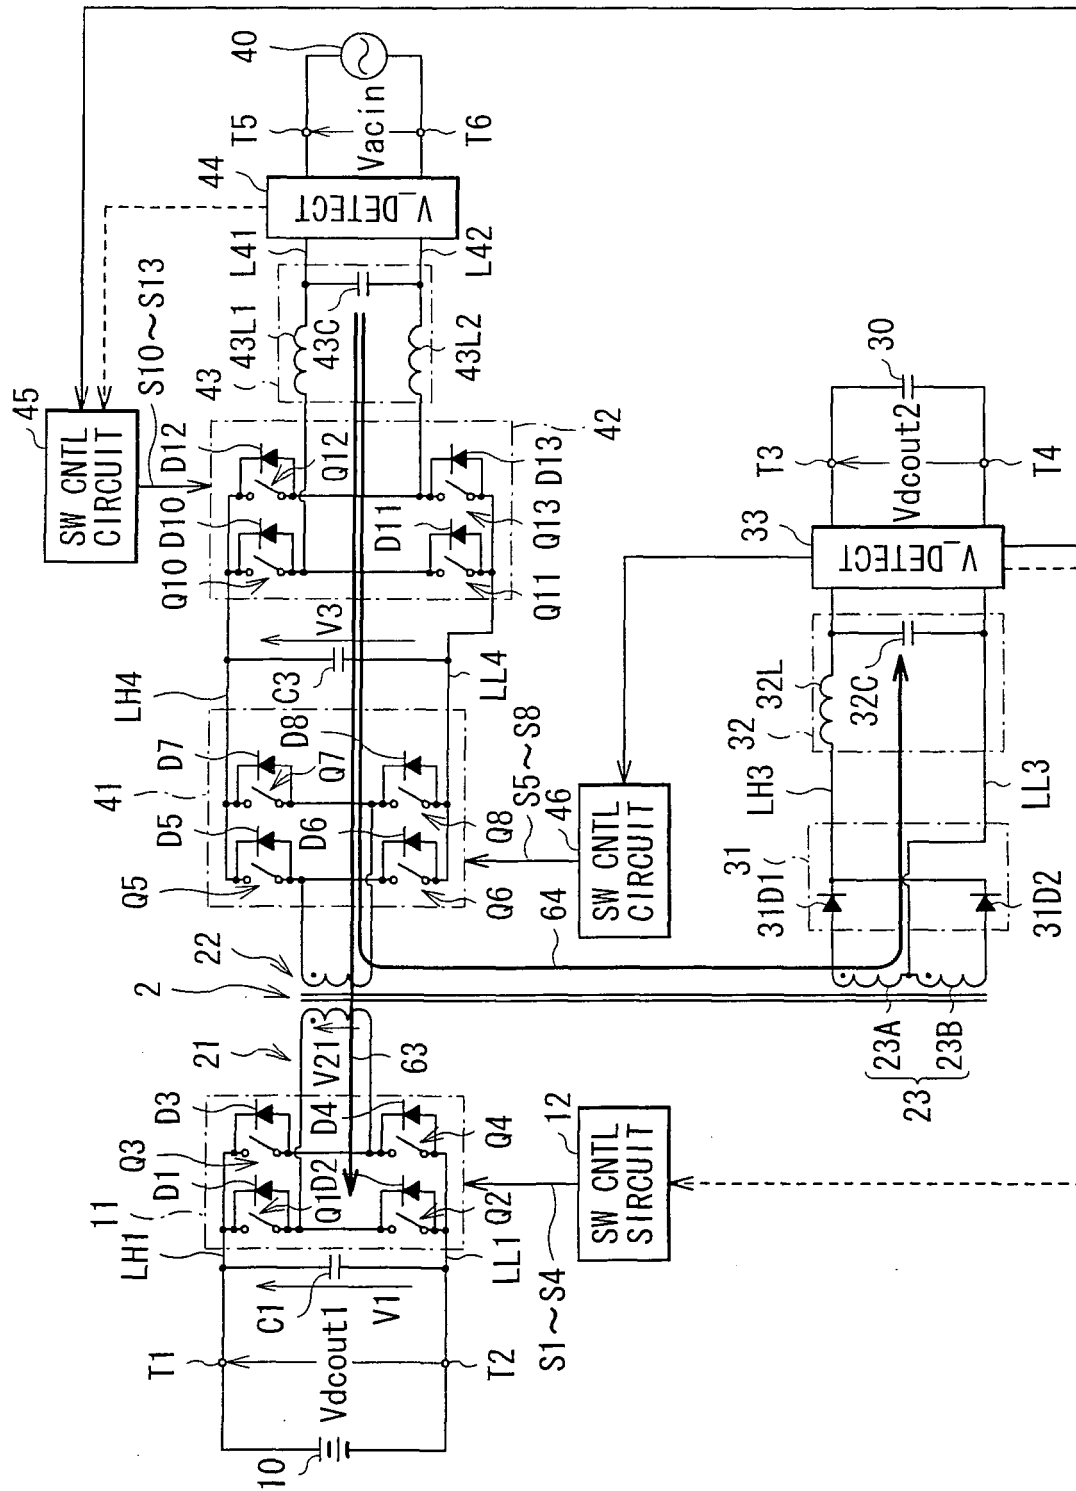 10
Vdcout1
T1
T2
C1
V1
LH1
LL1
11
D1
Q1
Q3
D3
D2
Q2
D4
Q4
S1~S4
12
SW CNTL
SIRCUIT
21
V21
63
2
22
64
23A
23B
23
Q5
D5
41
D7
Q7
D6
Q6
D8
Q8
S5~S8
46
SW CNTL
CIRCUIT
LH4
LL4
C3
V3
Q10
D10
D12
Q12
D11
Q11
Q13
D13
42
45
SW CNTL
CIRCUIT
S10~S13
43
43L1
43C
43L2
L41
L42
44
V_DETECT
T5
T6
Vacin
40
31
31D1
31D2
LH3
LL3
32
32L
32C
33
V_DETECT
T3
T4
Vdcout2
30